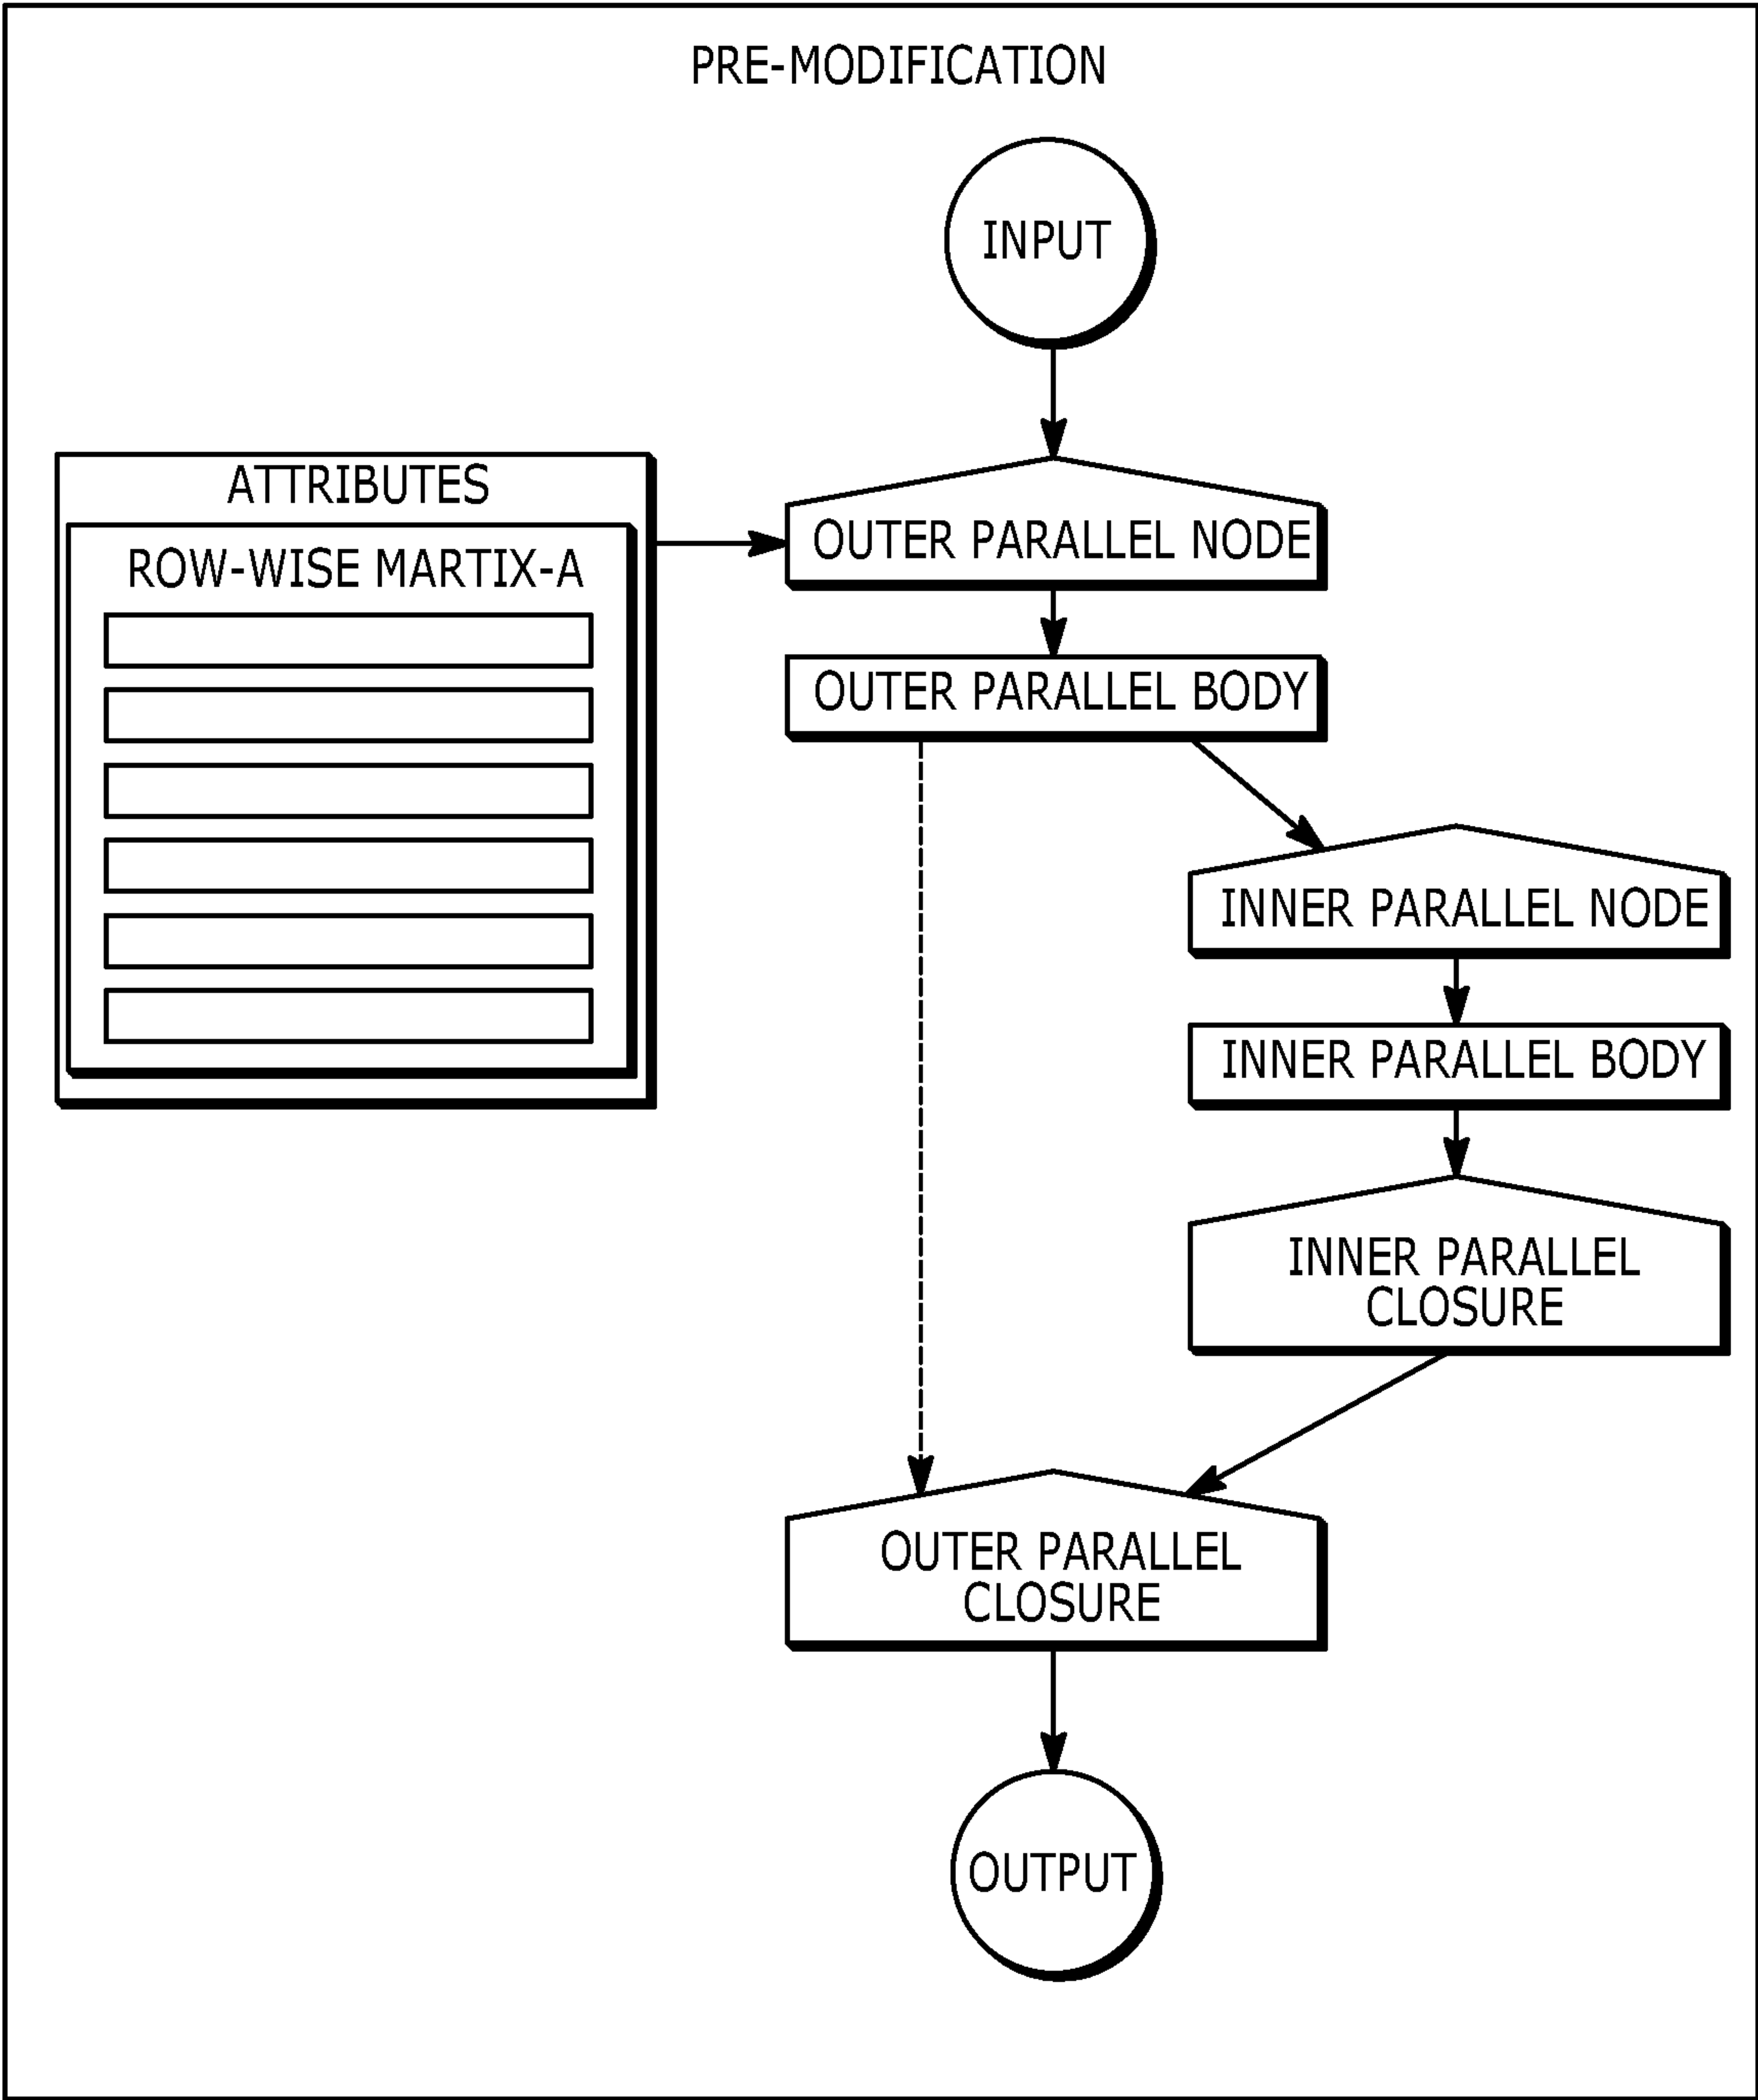 PRE-MODIFICATION
INPUT
ATTRIBUTES
ROW-WISE MARTIX-A
OUTER PARALLEL NODE
OUTER PARALLEL BODY
INNER PARALLEL NODE
INNER PARALLEL BODY
INNER PARALLEL
CLOSURE
OUTER PARALLEL
CLOSURE
OUTPUT